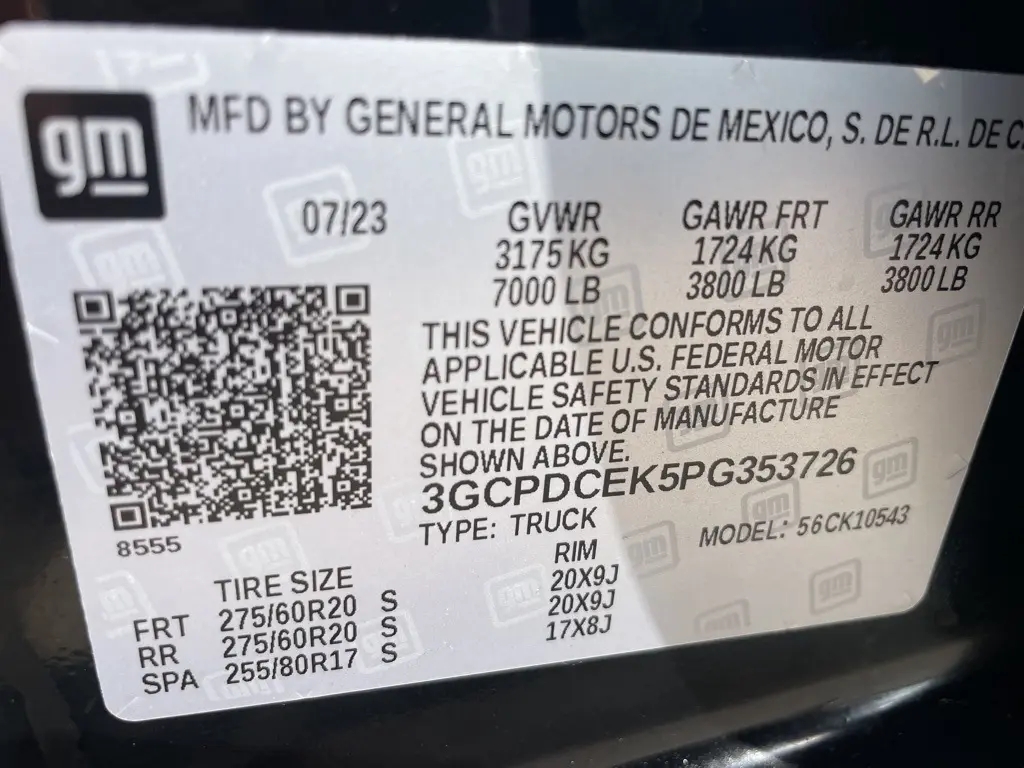 gm
MFD BY GENERAL MOTORS DE MEXICO, S. DE R.L. DE C.
07/23
GVWR GAWR FRT GAWR RR
3175 KG 1724 KG 1724 KG
7000 LB 3800 LB 3800 LB
THIS VEHICLE CONFORMS TO ALL
APPLICABLE U.S. FEDERAL MOTOR
VEHICLE SAFETY STANDARDS IN EFFECT
ON THE DATE OF MANUFACTURE
SHOWN ABOVE.
3GCPDCEK5PG353726
TYPE: TRUCK MODEL: 56CK10543
8555
TIRE SIZE RIM
FRT 275/60R20 S 20X9J
RR 275/60R20 S 20X9J
SPA 255/80R17 S 17X8J